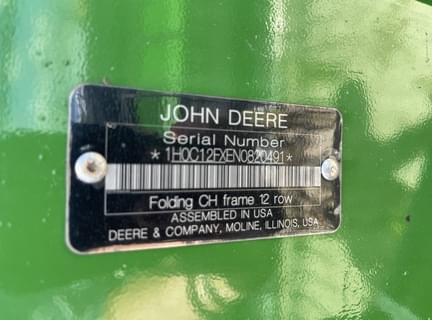 JOHN DEERE
Serial Number
*1H0C12FXEN0820491*
Folding CH frame 12 row
ASSEMBLED IN USA
DEERE & COMPANY, MOLINE, ILLINOIS, USA